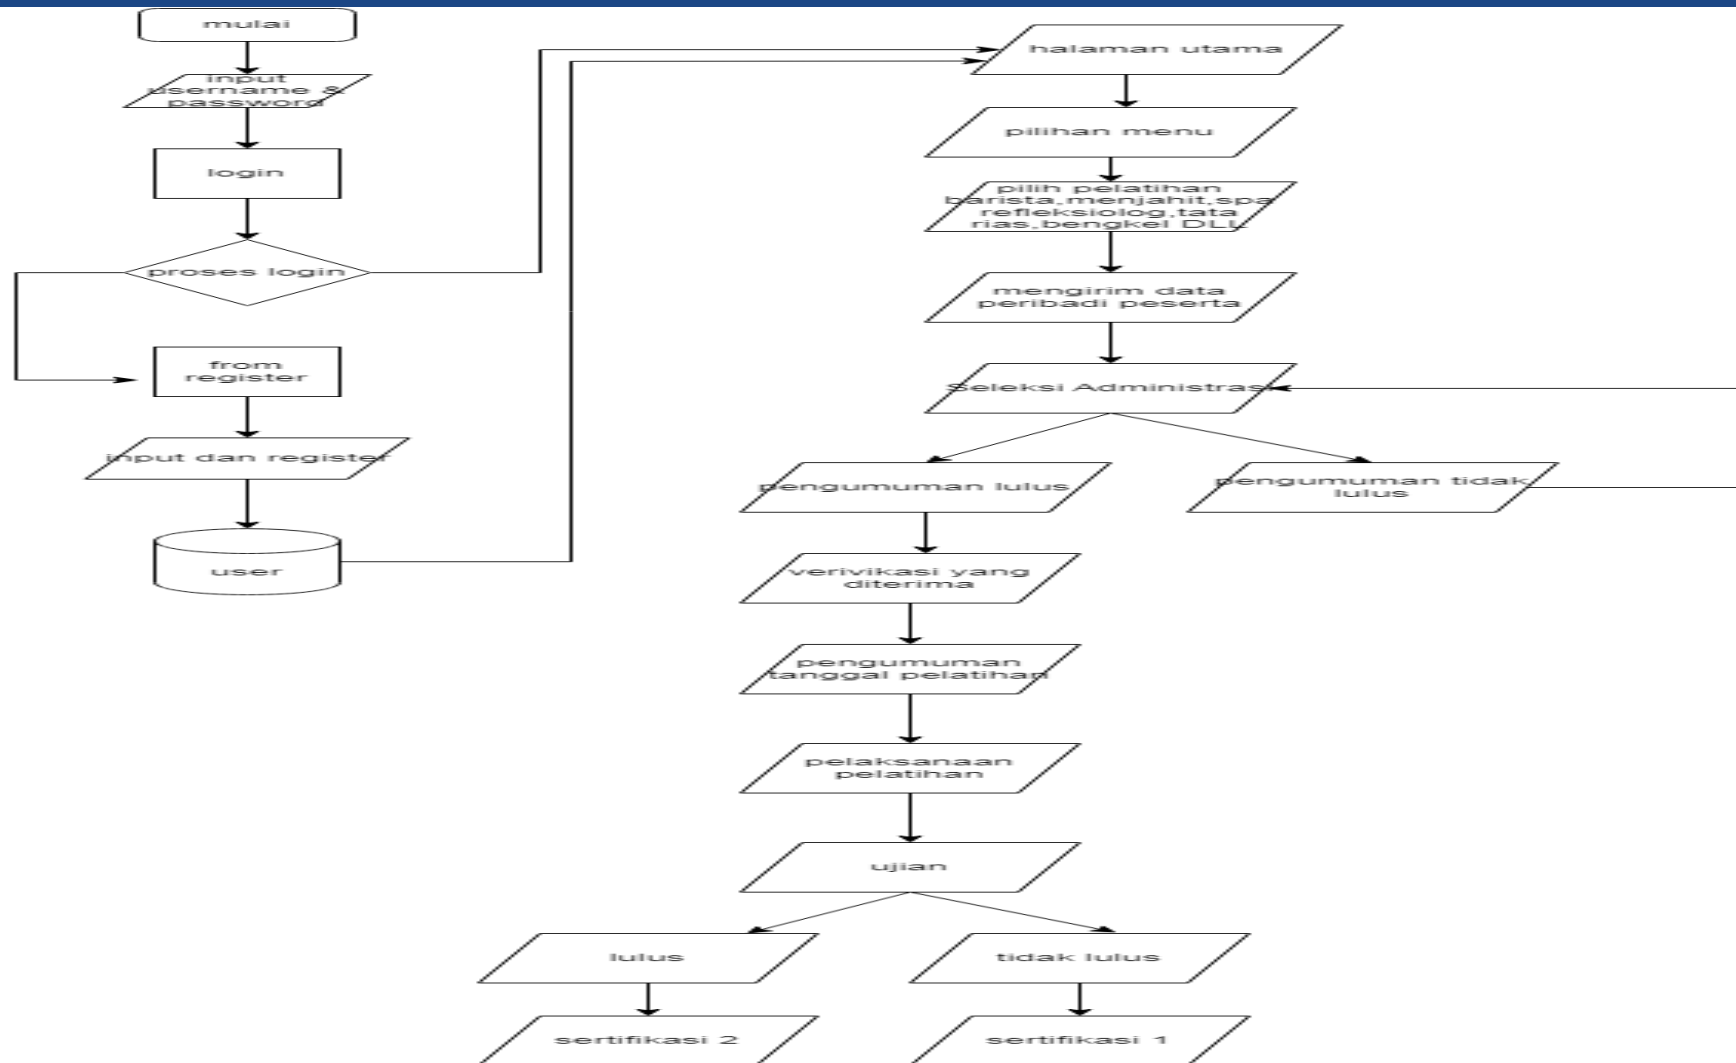 mulai
input
username &
password
login
proses login
from
register
input dan register
user
halaman utama
pilihan menu
pilih pelatihan
barista,menjahit,spa
refleksiolog,tata
rias,bengkel DLL
mengirim data
peribadi peserta
Seleksi Administrasi
pengumuman lulus
pengumuman tidak
lulus
verivikasi yang
diterima
pengumuman
tanggal pelatihan
pelaksanaan
pelatihan
ujian
lulus
tidak lulus
sertifikasi 2
sertifikasi 1